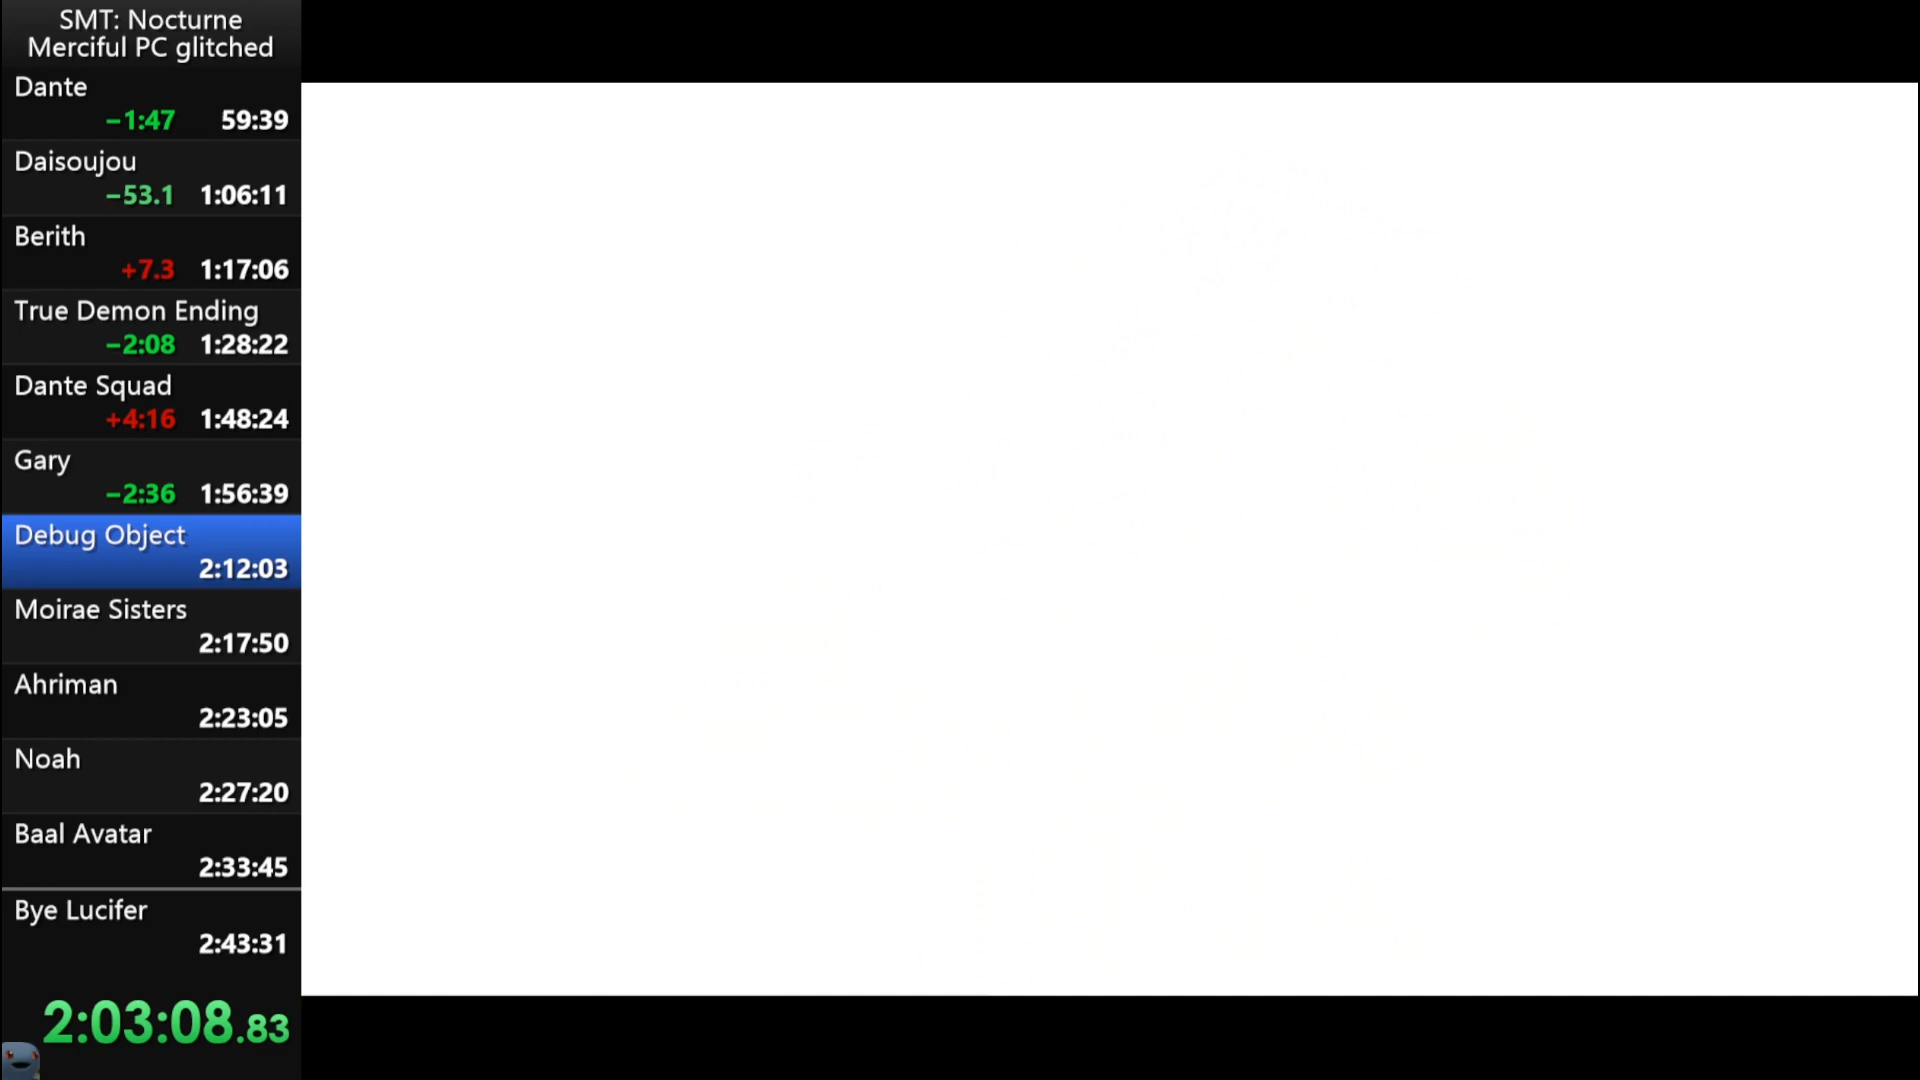 SMT: Nocturne
Merciful PC glitched
Dante
−1:47 59:39
Daisoujou
−53.1 1:06:11
Berith
+7.3 1:17:06
True Demon Ending
−2:08 1:28:22
Dante Squad
+4:16 1:48:24
Gary
−2:36 1:56:39
Debug Object
2:12:03
Moirae Sisters
2:17:50
Ahriman
2:23:05
Noah
2:27:20
Baal Avatar
2:33:45
Bye Lucifer
2:43:31
2:03:08.83